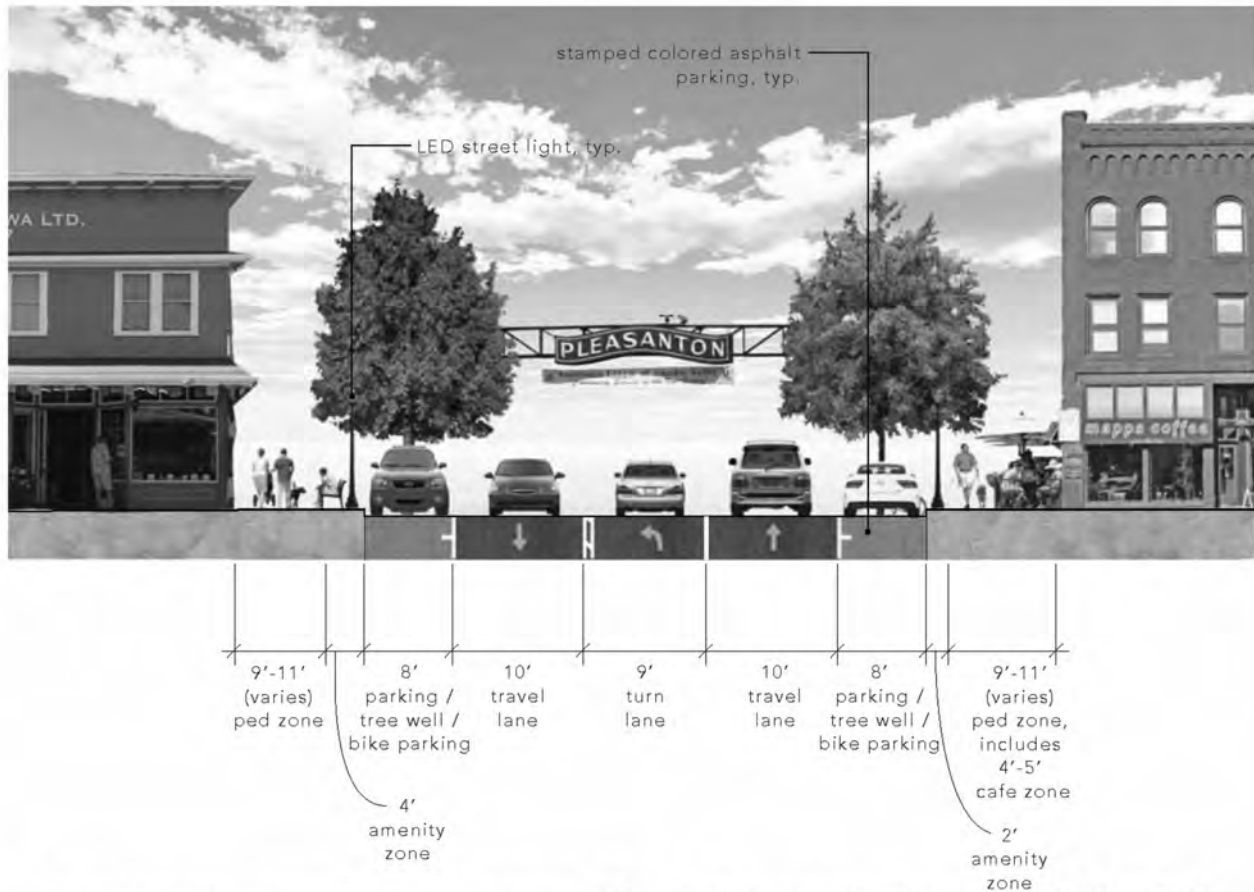 stamped colored asphalt
parking, typ.
LED street light, typ.
WA LTD.
PLEASANTON
mapps coffee
9'-11'
(varies)
ped zone
8'
parking /
tree well /
bike parking
10'
travel
lane
9'
turn
lane
10'
travel
lane
8'
parking /
tree well /
bike parking
9'-11'
(varies)
ped zone,
includes
4'-5'
cafe zone
4'
amenity
zone
2'
amenity
zone